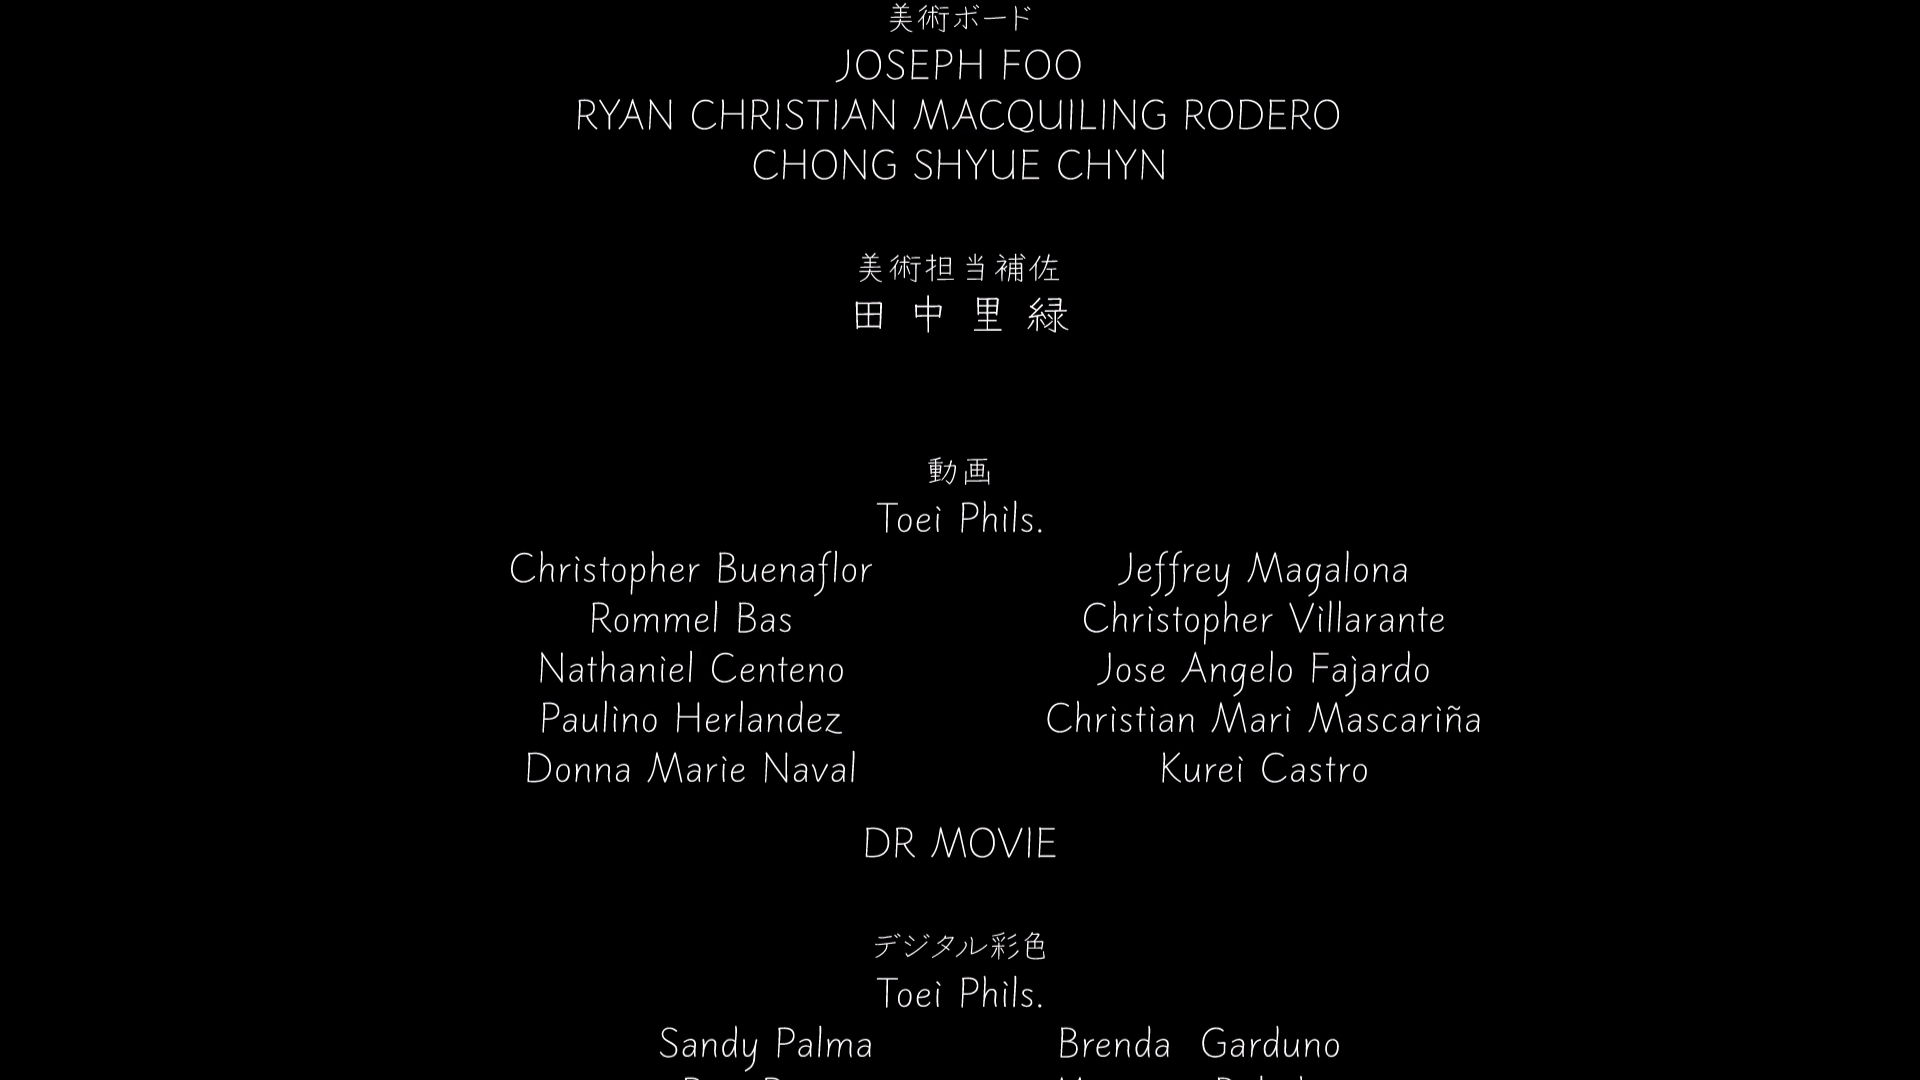 美術ボード
JOSEPH FOO
RYAN CHRISTIAN MACQUILING RODERO
CHONG SHYUE CHYN
美術担当補佐
田中里緑
動画
Toei Phils.
Christopher Buenaflor Jeffrey Magalona
Rommel Bas Christopher Villarante
Nathaniel Centeno Jose Angelo Fajardo
Paulino Herlandez Christian Mari Mascariña
Donna Marie Naval Kurei Castro
DR MOVIE
デジタル彩色
Toei Phils.
Sandy Palma Brenda Garduno